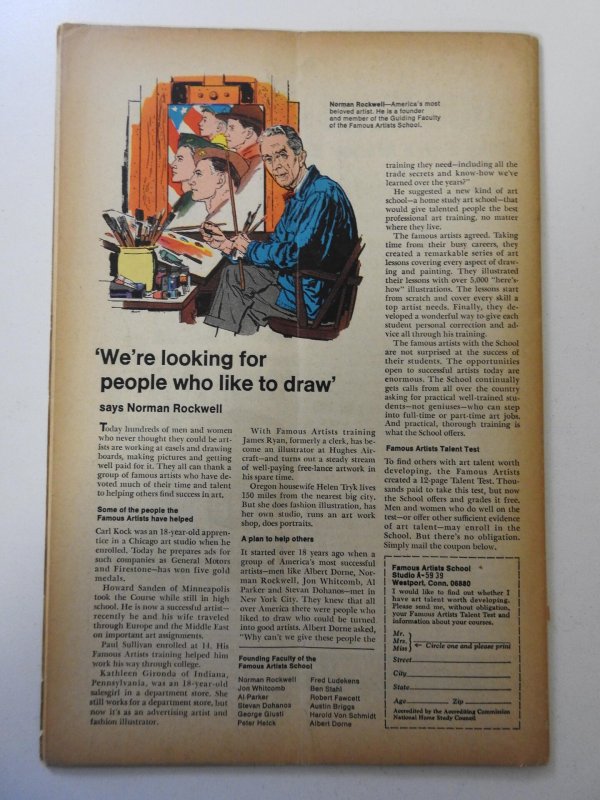 Norman Rockwell—America's most
beloved artist. He is a founder
and member of the Guiding Faculty
of the Famous Artists School.
'We're looking for
people who like to draw'
says Norman Rockwell
Today hundreds of men and women
who never thought they could be art-
ists are working at easels and drawing
boards, making pictures and getting
well paid for it. They all can thank a
group of famous artists who have de-
voted much of their time and talent
to helping others find success in art.
Some of the people the
Famous Artists have helped
Carl Kock was an 18-year-old appren-
tice in a Chicago art studio when he
enrolled. Today he prepares ads for
such companies as General Motors
and Firestone—has won five gold
medals.
Howard Sanden of Minneapolis
took the Course while still in high
school. He is now a successful artist—
recently he and his wife traveled
through Europe and the Middle East
on important art assignments.
Paul Sullivan enrolled at 14. His
Famous Artists training helped him
work his way through college.
Kathleen Gironda of Indiana,
Pennsylvania, was an 18-year-old
salesgirl in a department store. She
still works for a department store, but
now it's as an advertising artist and
fashion illustrator.
With Famous Artists training
James Ryan, formerly a clerk, has be-
come an illustrator at Hughes Air-
craft—and turns out a steady stream
of well-paying free-lance artwork in
his spare time.
Oregon housewife Helen Tryk lives
150 miles from the nearest big city.
But she does fashion illustration, has
her own studio, runs an art work
shop, does portraits.
A plan to help others
It started over 18 years ago when a
group of America's most successful
artists—men like Albert Dorne, Nor-
man Rockwell, Jon Whitcomb, Al
Parker and Stevan Dohanos—met in
New York City. They knew that all
over America there were people who
liked to draw who could be turned
into good artists. Albert Dorne asked,
"Why can't we give these people the
Founding Faculty of the
Famous Artists School
Norman Rockwell
Jon Whitcomb
Al Parker
Stevan Dohanos
George Giusti
Peter Helck
Fred Ludekens
Ben Stahl
Robert Fawcett
Austin Briggs
Harold Von Schmidt
Albert Dorne
training they need—including all the
trade secrets and know-how we've
learned over the years?"
He suggested a new kind of art
school—a home study art school—that
would give talented people the best
professional art training, no matter
where they live.
The famous artists agreed. Taking
time from their busy careers, they
created a remarkable series of art
lessons covering every aspect of draw-
ing and painting. They illustrated
their lessons with over 5,000 "here's-
how" illustrations. The lessons start
from scratch and cover every skill a
top artist needs. Finally, they de-
veloped a wonderful way to give each
student personal correction and ad-
vice all through his training.
The famous artists with the School
are not surprised at the success of
their students. The opportunities
open to successful artists today are
enormous. The School continually
gets calls from all over the country
asking for practical well-trained stu-
dents—not geniuses—who can step
into full-time or part-time art jobs.
And practical, thorough training is
what the School offers.
Famous Artists Talent Test
To find others with art talent worth
developing, the Famous Artists
created a 12-page Talent Test. Thou-
sands paid to take this test, but now
the School offers and grades it free.
Men and women who do well on the
test—or offer other sufficient evidence
of art talent—may enroll in the
School. But there's no obligation.
Simply mail the coupon below.
Famous Artists School
Studio A-5939
Westport, Conn. 06880
I would like to find out whether I
have art talent worth developing.
Please send me, without obligation,
your Famous Artists Talent Test and
information about your courses.
Mr.
Mrs. Circle one and please print
Miss
Street
City
State
Age Zip
Accredited by the Accrediting Commission
National Home Study Council